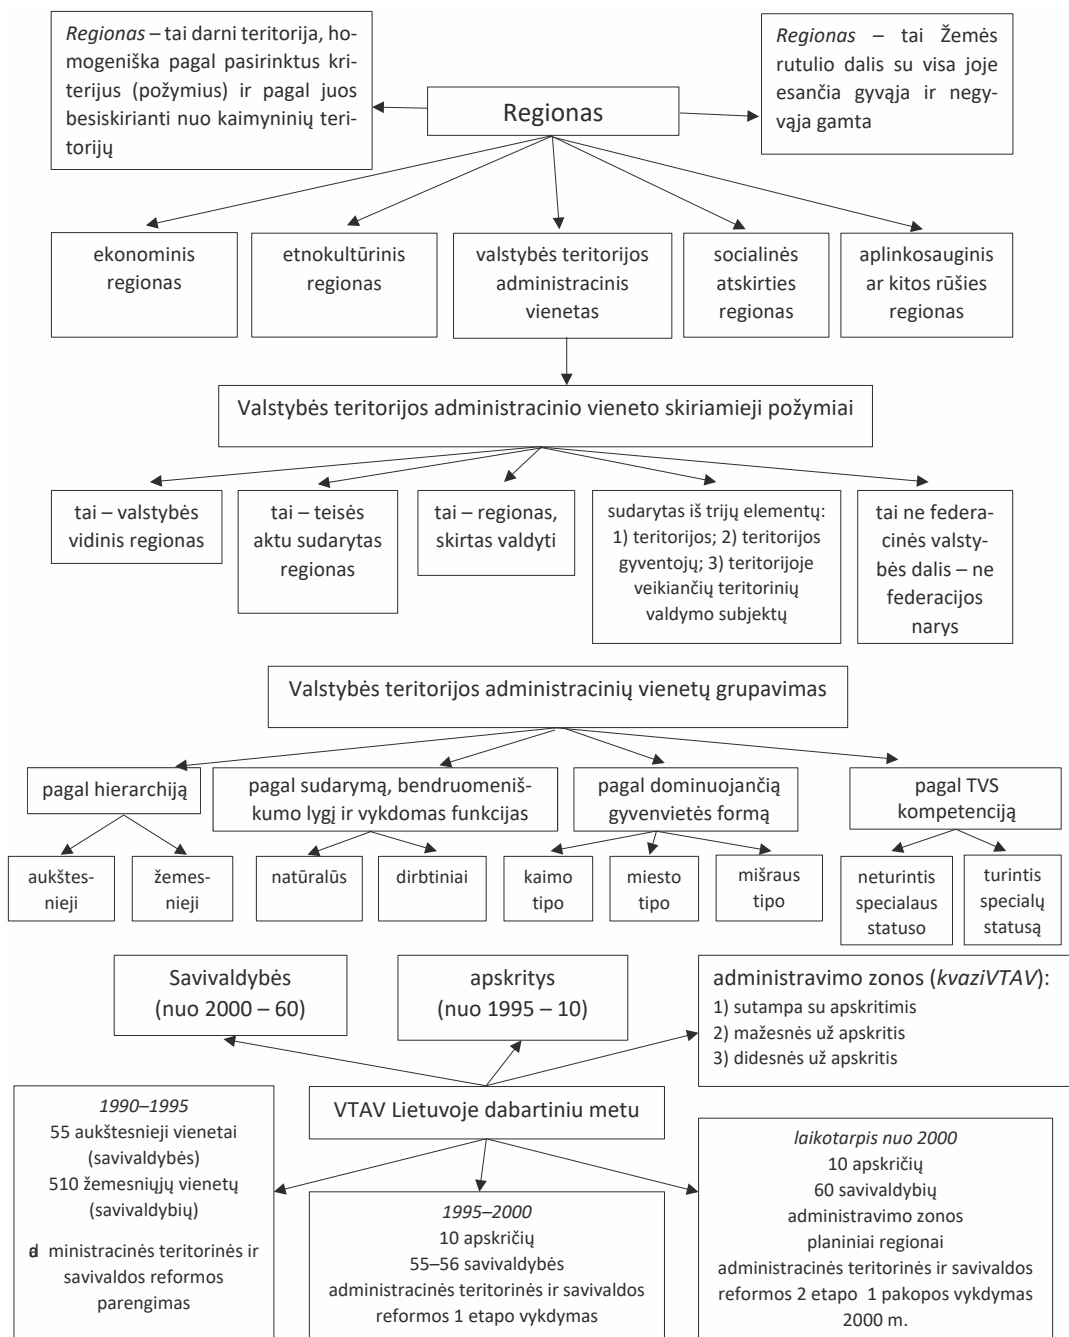 Regionas – tai darni teritorija, ho-
mogeniška pagal pasirinktus kri-
terijus (požymius) ir pagal juos
besiskirianti nuo kaimyninių teri-
torijų
Regionas
Regionas – tai Žemės
rutulio dalis su visa joje
esančia gyvąja ir negy-
vąja gamta
ekonominis
regionas
etnokultūrinis
regionas
valstybės teritorijos
administracinis
vienetas
socialinės
atskirties
regionas
aplinkosauginis
ar kitos rūšies
regionas
Valstybės teritorijos administracinio vieneto skiriamieji požymiai
tai – valstybės
vidinis regionas
tai – teisės
aktu sudarytas
regionas
tai – regionas,
skirtas valdyti
sudarytas iš trijų elementų:
1) teritorijos; 2) teritorijos
gyventojų; 3) teritorijoje
veikiančių teritorinių
valdymo subjektų
tai ne federa-
cinės valsty-
bės dalis – ne
federacijos
narys
Valstybės teritorijos administracinių vienetų grupavimas
pagal hierarchiją
pagal sudarymą, bendruomeniš-
kumo lygį ir vykdomas funkcijas
pagal dominuojančią
gyvenvietės formą
pagal TVS
kompetenciją
aukštes-
nieji
žemes-
nieji
natūralūs
dirbtiniai
kaimo
tipo
miesto
tipo
mišraus
tipo
neturintis
specialaus
statuso
turintis
specialų
statusą
Savivaldybės
(nuo 2000 – 60)
apskritys
(nuo 1995 – 10)
administravimo zonos (kvaziVTAV):
1) sutampa su apskritimis
2) mažesnės už apskritis
3) didesnės už apskritis
VTAV Lietuvoje dabartiniu metu
1990–1995
55 aukštesnieji vienetai
(savivaldybės)
510 žemesniųjų vienetų
(savivaldybių)
ad ministracinės teritorinės ir
savivaldos reformos
parengimas
1995–2000
10 apskričių
55–56 savivaldybės
administracinės teritorinės ir savivaldos
reformos 1 etapo vykdymas
laikotarpis nuo 2000
10 apskričių
60 savivaldybių
administravimo zonos
planiniai regionai
administracinės teritorinės ir savivaldos
reformos 2 etapo 1 pakopos vykdymas
2000 m.